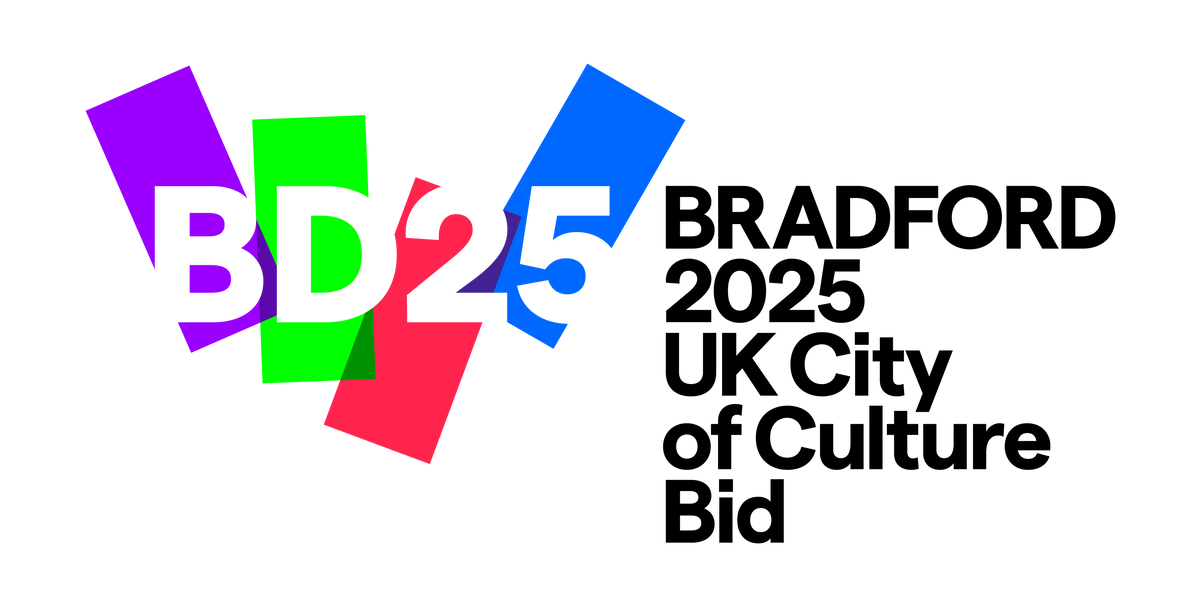 BD25
BRADFORD
2025
UK City
of Culture
Bid